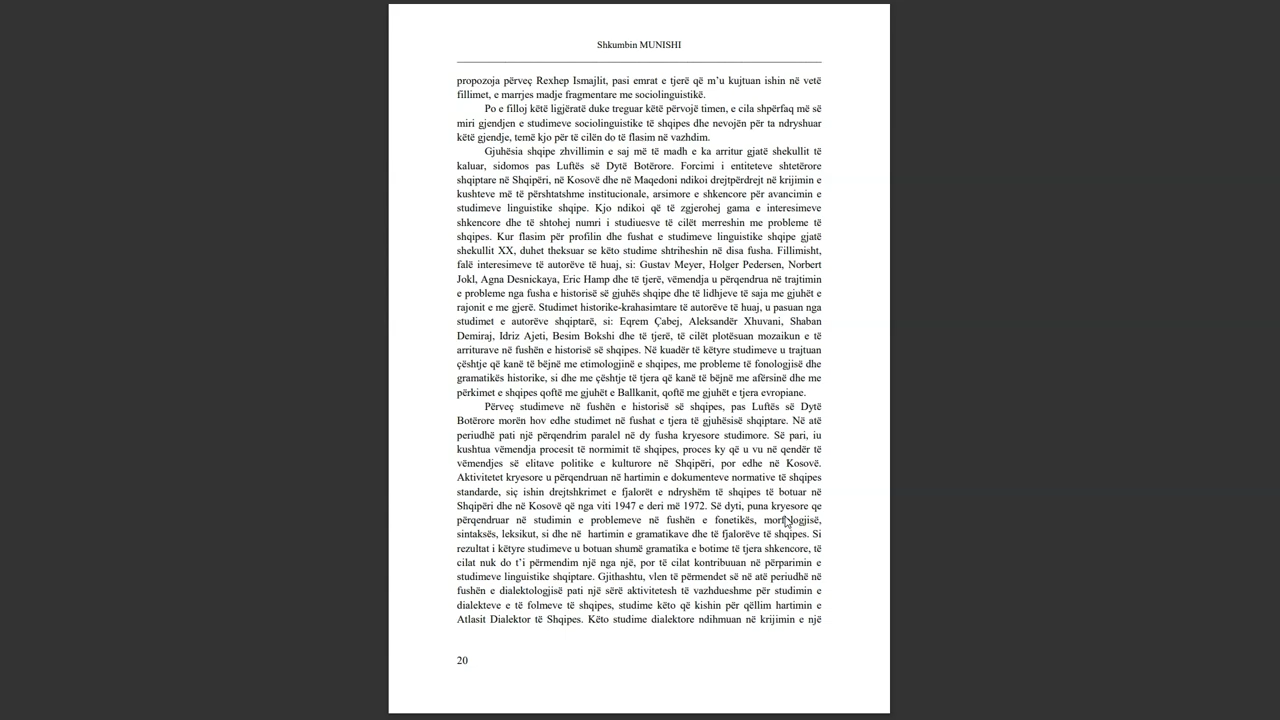 Shkumbin MUNISHI
propozoja përveç Rexhep Ismajlit, pasi emrat e tjerë që m’u kujtuan ishin në vetë
fillimet, e marrjes madje fragmentare me sociolinguistikë.
Po e filloj këtë ligjëratë duke treguar këtë përvojë timen, e cila shpërfaq më së
miri gjendjen e studimeve sociolinguistike të shqipes dhe nevojën për ta ndryshuar
këtë gjendje, temë kjo për të cilën do të flasim në vazhdim.
Gjuhësia shqipe zhvillimin e saj më të madh e ka arritur gjatë shekullit të
kaluar, sidomos pas Luftës së Dytë Botërore. Forcimi i entiteteve shtetërore
shqiptare në Shqipëri, në Kosovë dhe në Maqedoni ndikoi drejtpërdrejt në krijimin e
kushteve më të përshtatshme institucionale, arsimore e shkencore për avancimin e
studimeve linguistike shqipe. Kjo ndikoi që të zgjerohej gama e interesimeve
shkencore dhe të shtohej numri i studiuesve të cilët merreshin me probleme të
shqipes. Kur flasim për profilin dhe fushat e studimeve linguistike shqipe gjatë
shekullit XX, duhet theksuar se këto studime shtriheshin në disa fusha. Fillimisht,
falë interesimeve të autorëve të huaj, si: Gustav Meyer, Holger Pedersen, Norbert
Jokl, Agna Desnickaya, Eric Hamp dhe të tjerë, vëmendja u përqendrua në trajtimin
e probleme nga fusha e historisë së gjuhës shqipe dhe të lidhjeve të saja me gjuhët e
rajonit e me gjerë. Studimet historike-krahasimtare të autorëve të huaj, u pasuan nga
studimet e autorëve shqiptarë, si: Eqrem Çabej, Aleksandër Xhuvani, Shaban
Demiraj, Idriz Ajeti, Besim Bokshi dhe të tjerë, të cilët plotësuan mozaikun e të
arriturave në fushën e historisë së shqipes. Në kuadër të këtyre studimeve u trajtuan
çështje që kanë të bëjnë me etimologjinë e shqipes, me probleme të fonologjisë dhe
gramatikës historike, si dhe me çështje të tjera që kanë të bëjnë me afërsinë dhe me
përkimet e shqipes qoftë me gjuhët e Ballkanit, qoftë me gjuhët e tjera evropiane.
Përveç studimeve në fushën e historisë së shqipes, pas Luftës së Dytë
Botërore morën hov edhe studimet në fushat e tjera të gjuhësisë shqiptare. Në atë
periudhë pati një përqendrim paralel në dy fusha kryesore studimore. Së pari, iu
kushtua vëmendja procesit të normimit të shqipes, proces ky që u vu në qendër të
vëmendjes së elitave politike e kulturore në Shqipëri, por edhe në Kosovë.
Aktivitetet kryesore u përqendruan në hartimin e dokumenteve normative të shqipes
standarde, siç ishin drejtshkrimet e fjalorët e ndryshëm të shqipes të botuar në
Shqipëri dhe në Kosovë që nga viti 1947 e deri më 1972. Së dyti, puna kryesore qe
përqendruar në studimin e problemeve në fushën e fonetikës, morfologjisë,
sintaksës, leksikut, si dhe në hartimin e gramatikave dhe të fjalorëve të shqipes. Si
rezultat i këtyre studimeve u botuan shumë gramatika e botime të tjera shkencore, të
cilat nuk do t’i përmendim një nga një, por të cilat kontribuuan në përparimin e
studimeve linguistike shqiptare. Gjithashtu, vlen të përmendet së në atë periudhë në
fushën e dialektologjisë pati një sërë aktivitetesh të vazhdueshme për studimin e
dialekteve e të folmeve të shqipes, studime këto që kishin për qëllim hartimin e
Atlasit Dialektor të Shqipes. Këto studime dialektore ndihmuan në krijimin e një
20